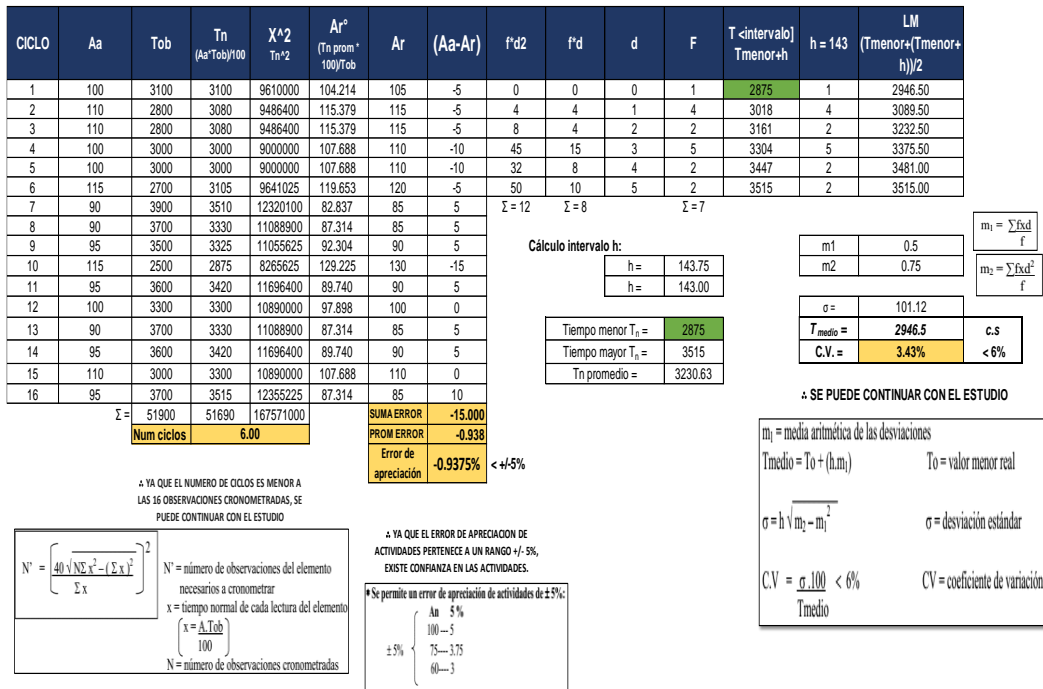 CICLO Aa Tob Tn (Aa*Tob)/100 X^2 Tn^2 Ar° (Tn prom * 100)/Tob Ar (Aa-Ar) f*d2 f*d d F T <intervalo] Tmenor+h h = 143 LM (Tmenor+(Tmenor+ h))/2
1 100 3100 3100 9610000 104.214 105 -5 0 0 0 1 2875 1 2946.50
2 110 2800 3080 9486400 115.379 115 -5 4 4 1 4 3018 4 3089.50
3 110 2800 3080 9486400 115.379 115 -5 8 4 2 2 3161 2 3232.50
4 100 3000 3000 9000000 107.688 110 -10 45 15 3 5 3304 5 3375.50
5 100 3000 3000 9000000 107.688 110 -10 32 8 4 2 3447 2 3481.00
6 115 2700 3105 9641025 119.653 120 -5 50 10 5 2 3515 2 3515.00
7 90 3900 3510 12320100 82.837 85 5 Σ = 12 Σ = 8 Σ = 7
8 90 3700 3330 11088900 87.314 85 5
9 95 3500 3325 11055625 92.304 90 5
10 115 2500 2875 8265625 129.225 130 -15
11 95 3600 3420 11696400 89.740 90 5
12 100 3300 3300 10890000 97.898 100 0
13 90 3700 3330 11088900 87.314 85 5
14 95 3600 3420 11696400 89.740 90 5
15 110 3000 3300 10890000 107.688 110 0
16 95 3700 3515 12355225 87.314 85 10
Σ = 51900 51690 167571000 SUMA ERROR -15.000
Num ciclos 6.00 PROM ERROR -0.938
Error de apreciación -0.9375% < +/-5%
Cálculo intervalo h:
h = 143.75
h = 143.00
Tiempo menor Tn = 2875
Tiempo mayor Tn = 3515
Tn promedio = 3230.63
m1 0.5
m2 0.75
m₁ = ∑fxd / f
m₂ = ∑fxd² / f
σ = 101.12
Tmedio = 2946.5 c.s
C.V. = 3.43% < 6%
∴ SE PUEDE CONTINUAR CON EL ESTUDIO
∴ YA QUE EL NUMERO DE CICLOS ES MENOR A
LAS 16 OBSERVACIONES CRONOMETRADAS, SE
PUEDE CONTINUAR CON EL ESTUDIO
N' = (40 √NΣ x² – (Σ x)² / Σ x)²
N' = número de observaciones del elemento
necesarios a cronometrar
x = tiempo normal de cada lectura del elemento
(x = A.Tob / 100)
N = número de observaciones cronometradas
∴ YA QUE EL ERROR DE APRECIACION DE
ACTIVIDADES PERTENECE A UN RANGO +/- 5%,
EXISTE CONFIANZA EN LAS ACTIVIDADES.
• Se permite un error de apreciación de actividades de ± 5%:
An 5 %
100 --- 5
± 5% { 75---- 3.75
60---- 3
m₁ = media aritmética de las desviaciones
Tmedio = To + (h.m₁) To = valor menor real
σ = h √m₂ – m₁² σ = desviación estándar
C.V = σ .100 / Tmedio < 6% CV = coeficiente de variación